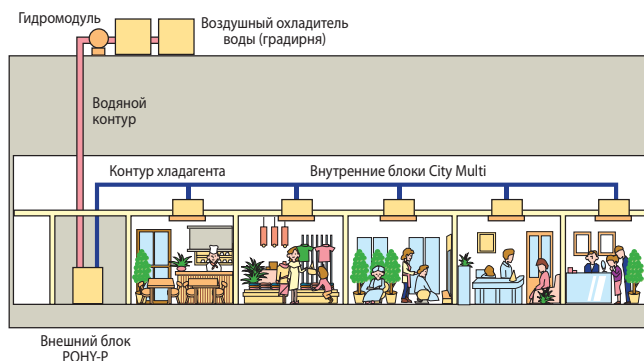 Гидромодуль
Воздушный охладитель
воды (градирня)
Водяной
контур
Контур хладагента
Внутренние блоки City Multi
Внешний блок
PQHY-P